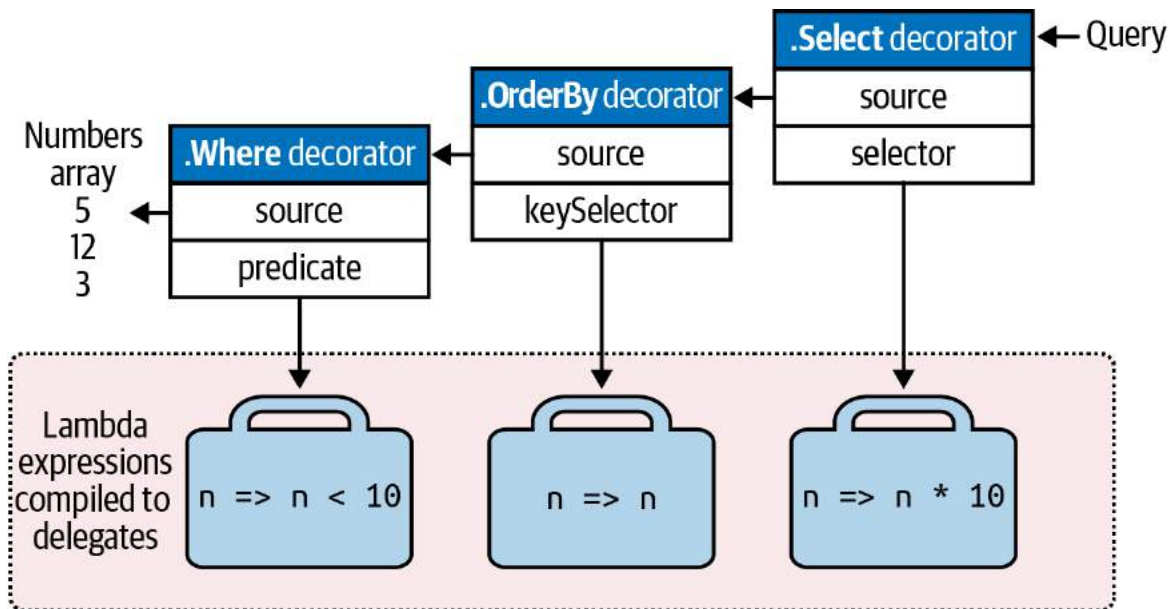 .Select decorator
Query
source
selector
.OrderBy decorator
source
keySelector
.Where decorator
source
predicate
Numbers
array
5
12
3
Lambda
expressions
compiled to
delegates
n => n < 10
n => n
n => n * 10